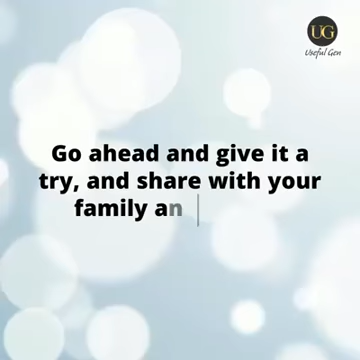 UG
Useful Gen
Go ahead and give it a
try, and share with your
family an